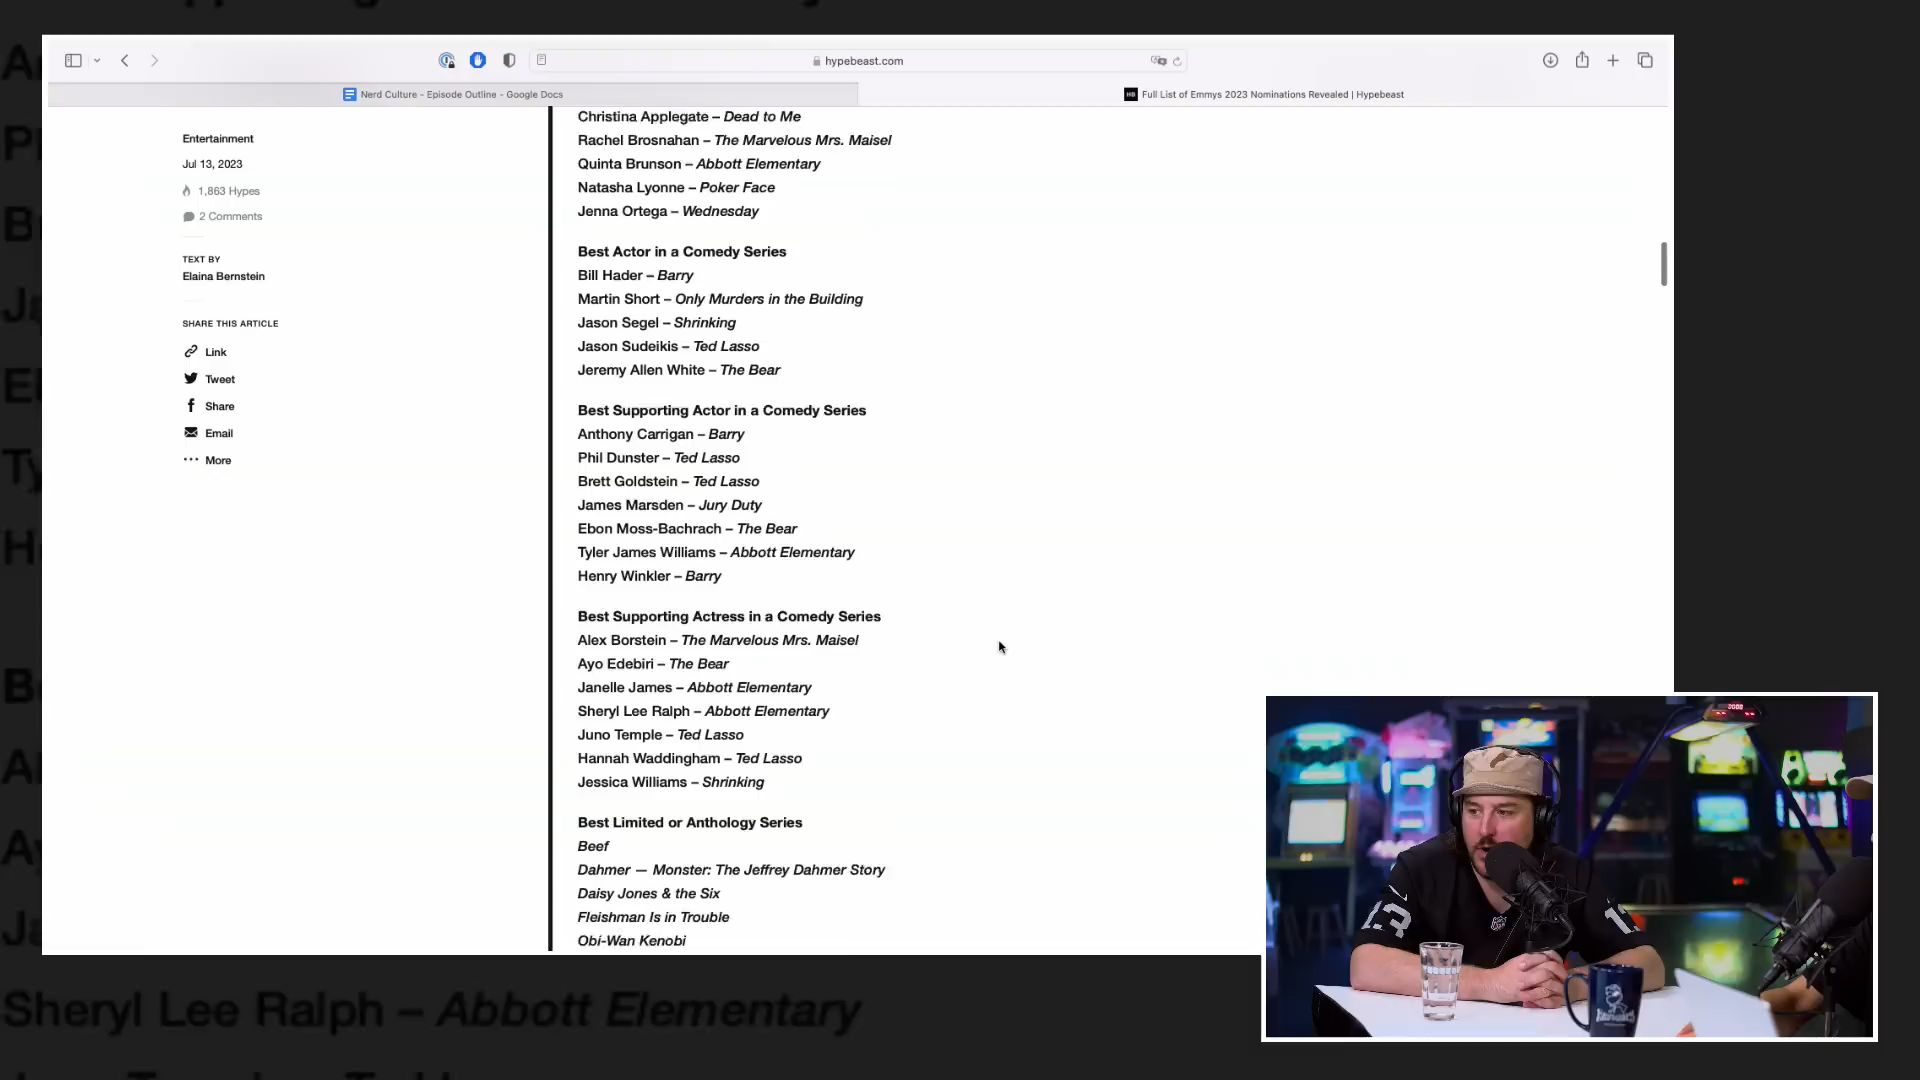 hypebeast.com
Nerd Culture – Episode Outline – Google Docs
Full List of Emmys 2023 Nominations Revealed | Hypebeast
Entertainment
Jul 13, 2023
1,863 Hypes
2 Comments
TEXT BY
Elaina Bernstein
SHARE THIS ARTICLE
Link
Tweet
Share
Email
More
Christina Applegate – Dead to Me
Rachel Brosnahan – The Marvelous Mrs. Maisel
Quinta Brunson – Abbott Elementary
Natasha Lyonne – Poker Face
Jenna Ortega – Wednesday
Best Actor in a Comedy Series
Bill Hader – Barry
Martin Short – Only Murders in the Building
Jason Segel – Shrinking
Jason Sudeikis – Ted Lasso
Jeremy Allen White – The Bear
Best Supporting Actor in a Comedy Series
Anthony Carrigan – Barry
Phil Dunster – Ted Lasso
Brett Goldstein – Ted Lasso
James Marsden – Jury Duty
Ebon Moss-Bachrach – The Bear
Tyler James Williams – Abbott Elementary
Henry Winkler – Barry
Best Supporting Actress in a Comedy Series
Alex Borstein – The Marvelous Mrs. Maisel
Ayo Edebiri – The Bear
Janelle James – Abbott Elementary
Sheryl Lee Ralph – Abbott Elementary
Juno Temple – Ted Lasso
Hannah Waddingham – Ted Lasso
Jessica Williams – Shrinking
Best Limited or Anthology Series
Beef
Dahmer — Monster: The Jeffrey Dahmer Story
Daisy Jones & the Six
Fleishman Is in Trouble
Obi-Wan Kenobi
13
Sheryl Lee Ralph – Abbott Elementary